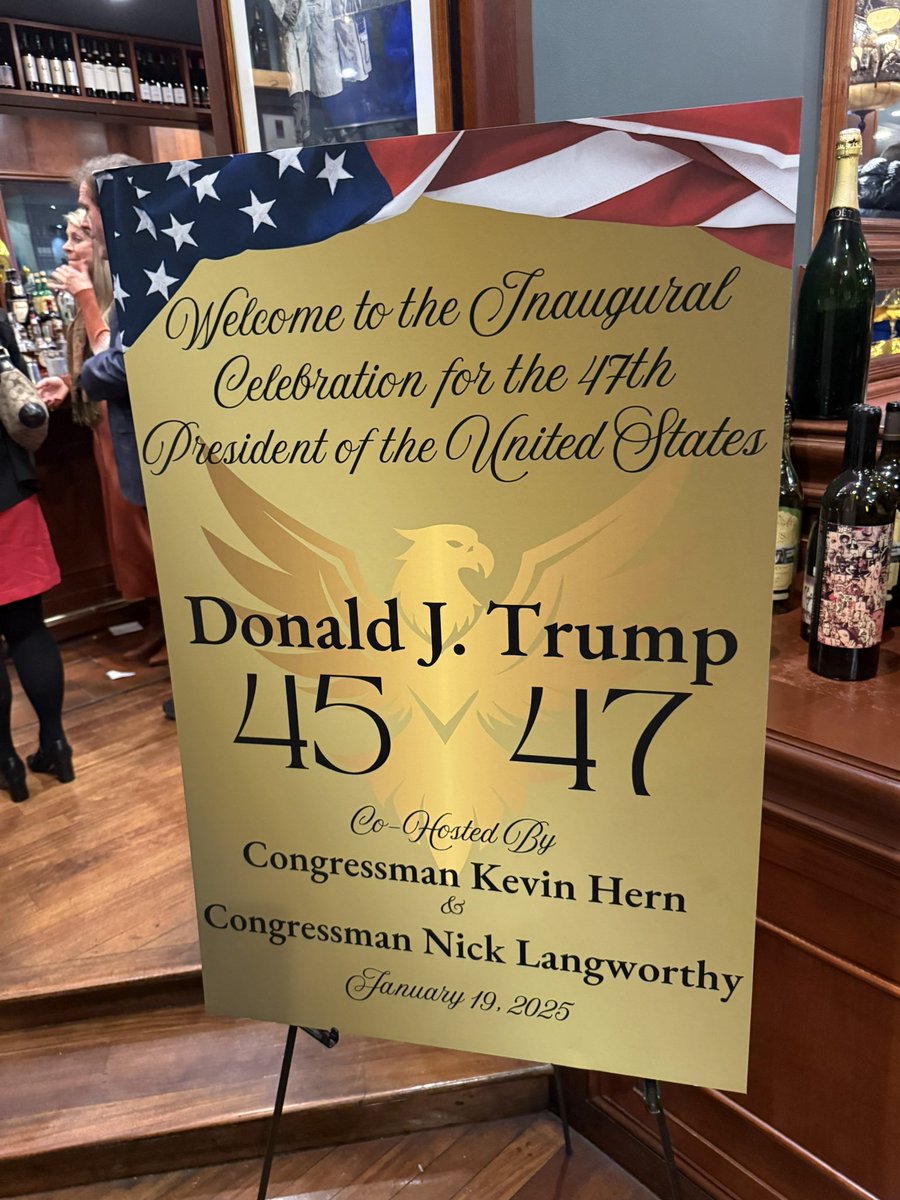 Welcome to the Inaugural
Celebration for the 47th
President of the United States
Donald J. Trump
45 47
Co-Hosted By
Congressman Kevin Hern
&
Congressman Nick Langworthy
January 19, 2025